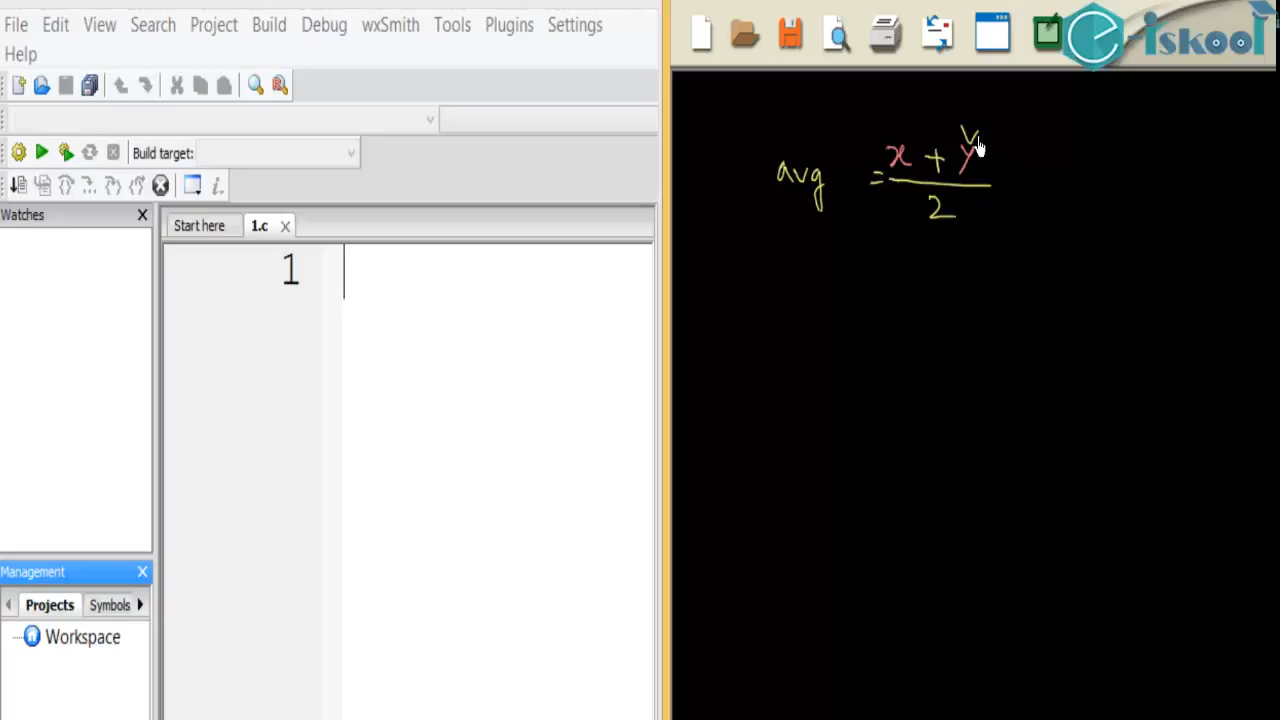 File Edit View Search Project Build Debug wxSmith Tools Plugins Settings
Help
Build target:
Watches X
Start here 1.c
1
Management X
Projects Symbols
Workspace
e-iskool
avg = x + y
2